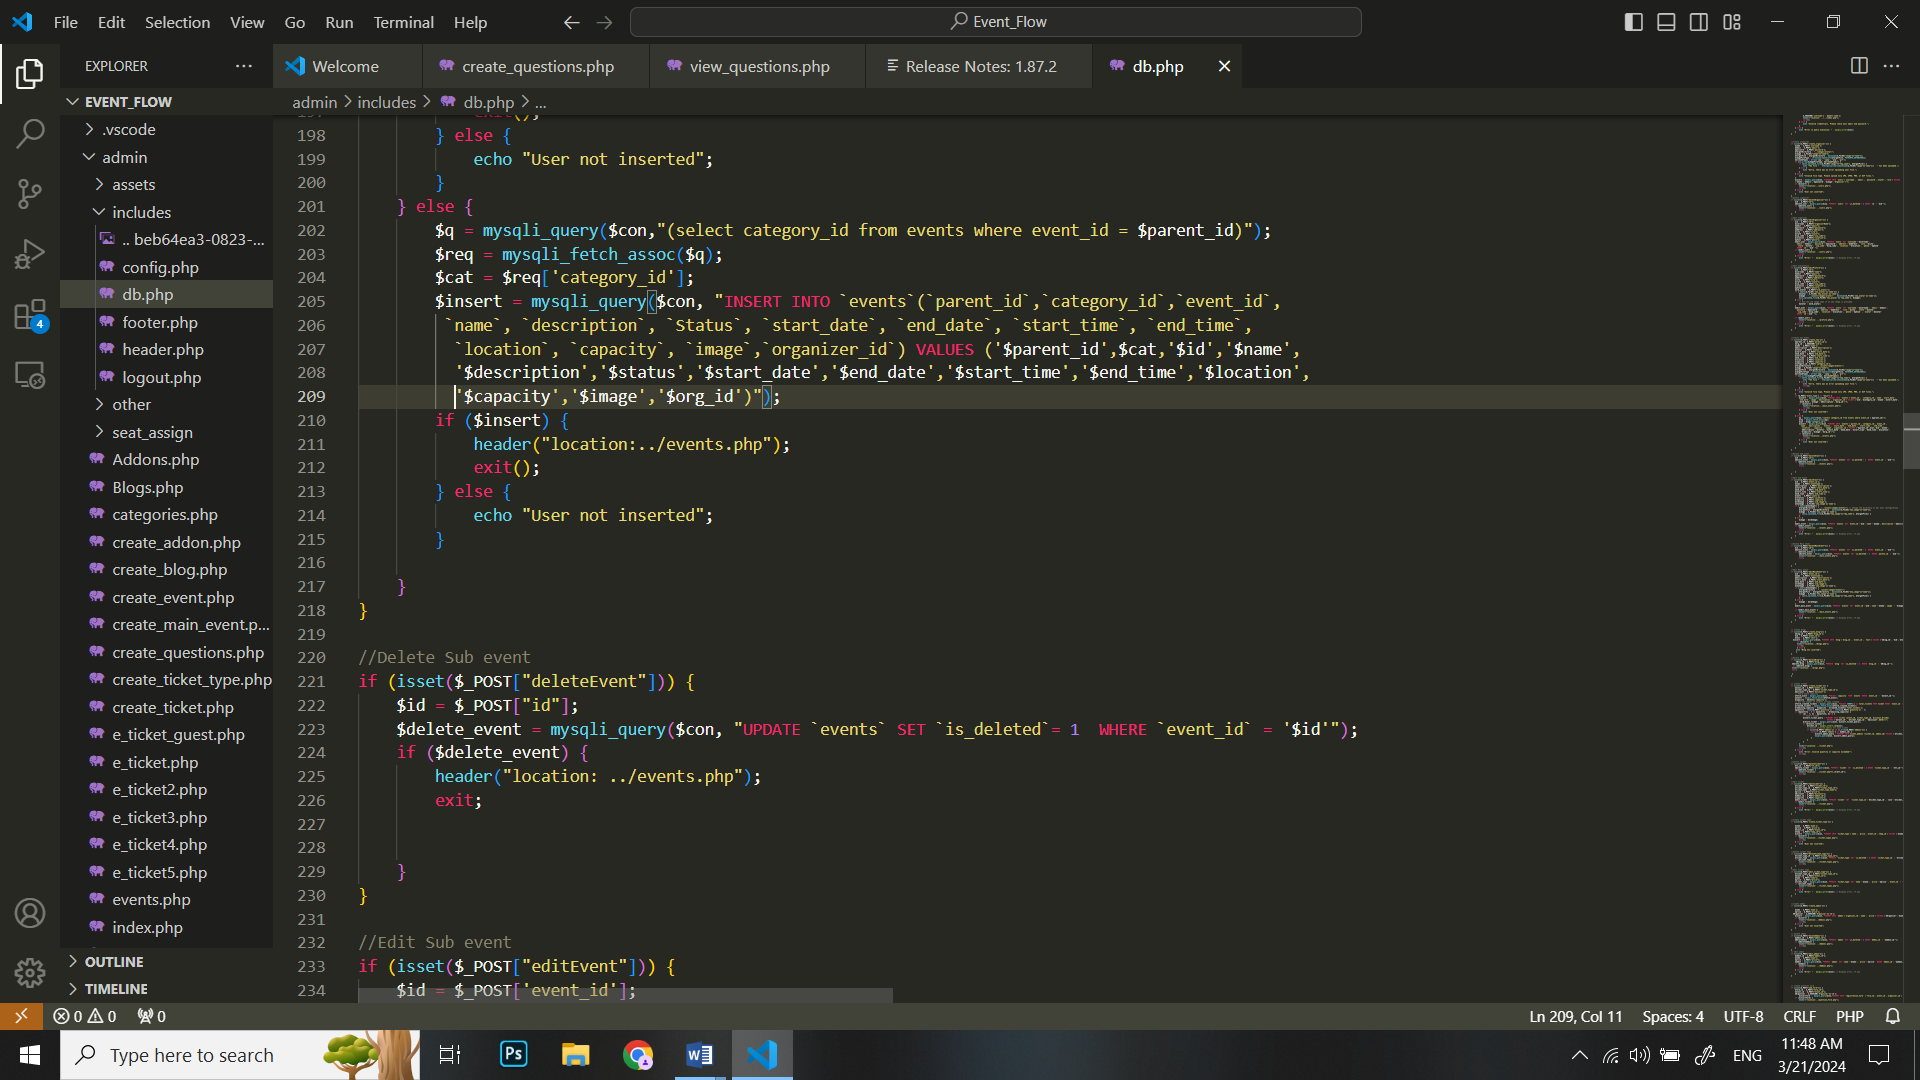 File Edit Selection View Go Run Terminal Help
Event_Flow
EXPLORER
Welcome
create_questions.php
view_questions.php
Release Notes: 1.87.2
db.php
admin > includes > db.php > ...
EVENT_FLOW
.vscode
admin
assets
includes
.. beb64ea3-0823-...
config.php
db.php
footer.php
header.php
logout.php
other
seat_assign
Addons.php
Blogs.php
categories.php
create_addon.php
create_blog.php
create_event.php
create_main_event.p...
create_questions.php
create_ticket_type.php
create_ticket.php
e_ticket_guest.php
e_ticket.php
e_ticket2.php
e_ticket3.php
e_ticket4.php
e_ticket5.php
events.php
index.php
OUTLINE
TIMELINE
4
197 exit();
198 } else {
199 echo "User not inserted";
200 }
201 } else {
202 $q = mysqli_query($con,"(select category_id from events where event_id = $parent_id)");
203 $req = mysqli_fetch_assoc($q);
204 $cat = $req['category_id'];
205 $insert = mysqli_query($con, "INSERT INTO `events`(`parent_id`,`category_id`,`event_id`,
206 `name`, `description`, `Status`, `start_date`, `end_date`, `start_time`, `end_time`,
207 `location`, `capacity`, `image`,`organizer_id`) VALUES ('$parent_id',$cat,'$id','$name',
208 '$description','$status','$start_date','$end_date','$start_time','$end_time','$location',
209 '$capacity','$image','$org_id')");
210 if ($insert) {
211 header("location:../events.php");
212 exit();
213 } else {
214 echo "User not inserted";
215 }
216
217 }
218 }
219
220 //Delete Sub event
221 if (isset($_POST["deleteEvent"])) {
222 $id = $_POST["id"];
223 $delete_event = mysqli_query($con, "UPDATE `events` SET `is_deleted`= 1  WHERE `event_id` = '$id'");
224 if ($delete_event) {
225 header("location: ../events.php");
226 exit;
227
228
229 }
230 }
231
232 //Edit Sub event
233 if (isset($_POST["editEvent"])) {
234 $id = $_POST['event_id'];
0 0 0
Ln 209, Col 11 Spaces: 4 UTF-8 CRLF PHP
Type here to search
Ps
ENG
11:48 AM
3/21/2024